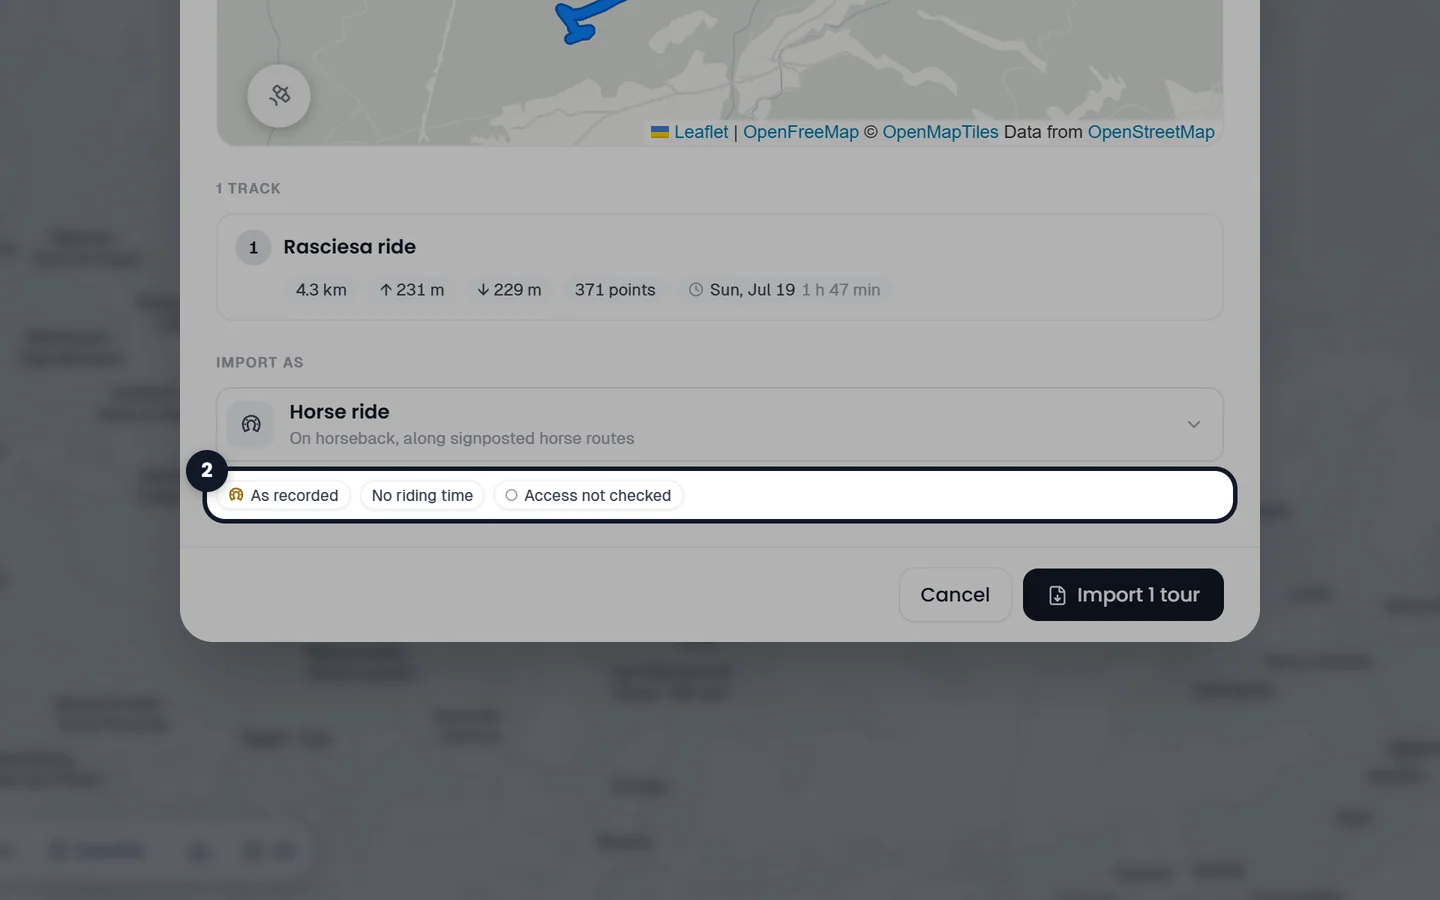 Leaflet | OpenFreeMap © OpenMapTiles Data from OpenStreetMap
1 TRACK
1 Rasciesa ride
4.3 km ↑ 231 m ↓ 229 m 371 points Sun, Jul 19 1 h 47 min
IMPORT AS
Horse ride
On horseback, along signposted horse routes
2
As recorded No riding time Access not checked
Cancel Import 1 tour